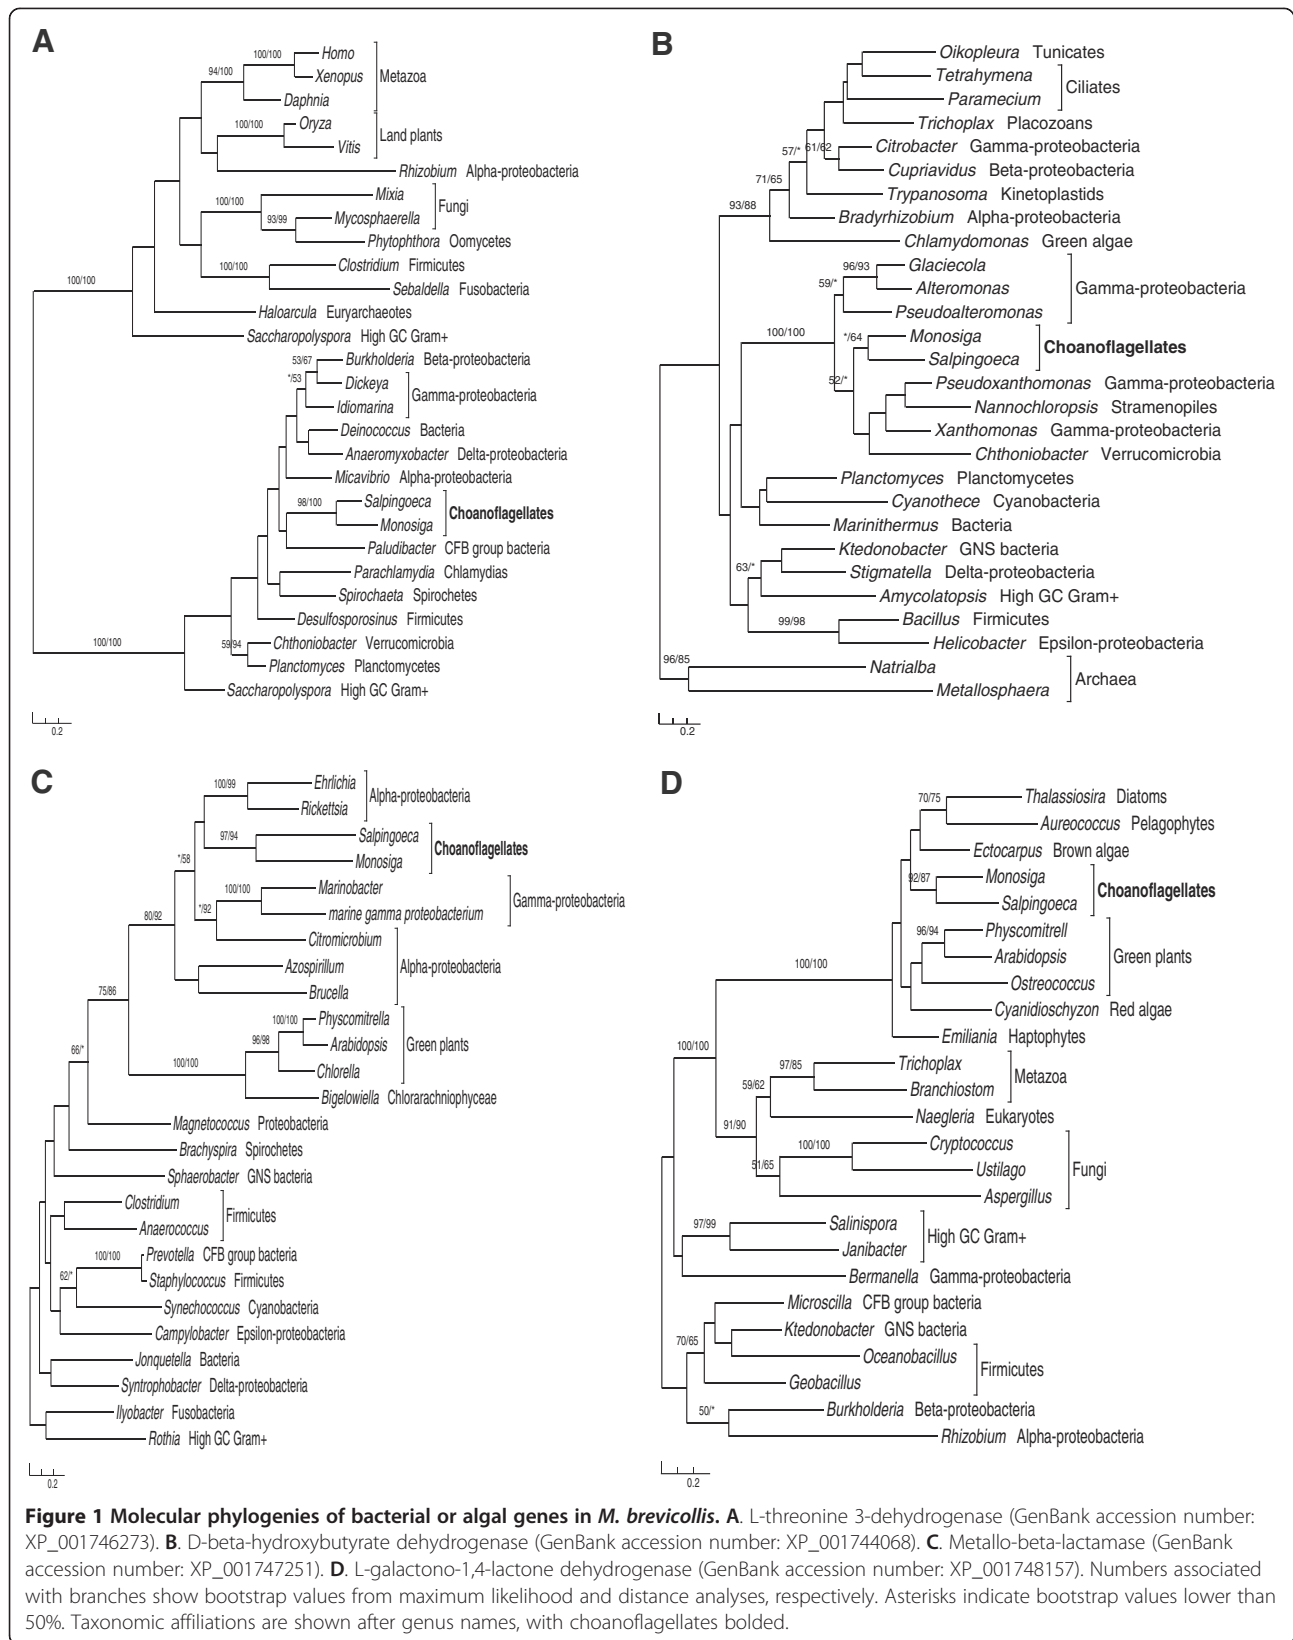 A
100/100 Homo
94/100 Xenopus Metazoa
Daphnia
100/100 Oryza
Vitis Land plants
Rhizobium Alpha-proteobacteria
100/100 Mixia
93/99 Mycosphaerella Fungi
Phytophthora Oomycetes
100/100 Clostridium Firmicutes
Sebaldella Fusobacteria
100/100
Haloarcula Euryarchaeotes
Saccharopolyspora High GC Gram+
53/67 Burkholderia Beta-proteobacteria
*/53 Dickeya
Idiomarina Gamma-proteobacteria
Deinococcus Bacteria
Anaeromyxobacter Delta-proteobacteria
Micavibrio Alpha-proteobacteria
98/100 Salpingoeca
Monosiga Choanoflagellates
Paludibacter CFB group bacteria
Parachlamydia Chlamydias
Spirochaeta Spirochetes
Desulfosporosinus Firmicutes
100/100
59/94 Chthoniobacter Verrucomicrobia
Planctomyces Planctomycetes
Saccharopolyspora High GC Gram+
0.2
B
Oikopleura Tunicates
Tetrahymena
Paramecium Ciliates
Trichoplax Placozoans
57/* 61/62 Citrobacter Gamma-proteobacteria
Cupriavidus Beta-proteobacteria
71/65 Trypanosoma Kinetoplastids
93/88 Bradyrhizobium Alpha-proteobacteria
Chlamydomonas Green algae
96/93 Glaciecola
59/* Alteromonas Gamma-proteobacteria
Pseudoalteromonas
100/100 */64 Monosiga
Salpingoeca Choanoflagellates
52/* Pseudoxanthomonas Gamma-proteobacteria
Nannochloropsis Stramenopiles
Xanthomonas Gamma-proteobacteria
Chthoniobacter Verrucomicrobia
Planctomyces Planctomycetes
Cyanothece Cyanobacteria
Marinithermus Bacteria
Ktedonobacter GNS bacteria
63/* Stigmatella Delta-proteobacteria
Amycolatopsis High GC Gram+
99/98 Bacillus Firmicutes
Helicobacter Epsilon-proteobacteria
96/85 Natrialba
Metallosphaera Archaea
0.2
C
100/99 Ehrlichia
Rickettsia Alpha-proteobacteria
97/94 Salpingoeca
Monosiga Choanoflagellates
*/58
100/100 Marinobacter
*/92 marine gamma proteobacterium Gamma-proteobacteria
80/92 Citromicrobium
Azospirillum Alpha-proteobacteria
Brucella
75/86
100/100 Physcomitrella
96/98 Arabidopsis Green plants
100/100 Chlorella
Bigelowiella Chlorarachniophyceae
66/*
Magnetococcus Proteobacteria
Brachyspira Spirochetes
Sphaerobacter GNS bacteria
Clostridium
Anaerococcus Firmicutes
100/100 Prevotella CFB group bacteria
62/* Staphylococcus Firmicutes
Synechococcus Cyanobacteria
Campylobacter Epsilon-proteobacteria
Jonquetella Bacteria
Syntrophobacter Delta-proteobacteria
Ilyobacter Fusobacteria
Rothia High GC Gram+
0.2
D
70/75 Thalassiosira Diatoms
Aureococcus Pelagophytes
Ectocarpus Brown algae
92/87 Monosiga
Salpingoeca Choanoflagellates
96/94 Physcomitrell
Arabidopsis Green plants
100/100 Ostreococcus
Cyanidioschyzon Red algae
Emiliania Haptophytes
100/100
97/85 Trichoplax
59/62 Branchiostom Metazoa
Naegleria Eukaryotes
91/90
100/100 Cryptococcus
51/65 Ustilago Fungi
Aspergillus
97/99 Salinispora
Janibacter High GC Gram+
Bermanella Gamma-proteobacteria
Microscilla CFB group bacteria
70/65 Ktedonobacter GNS bacteria
Oceanobacillus
Geobacillus Firmicutes
50/* Burkholderia Beta-proteobacteria
Rhizobium Alpha-proteobacteria
0.2
Figure 1 Molecular phylogenies of bacterial or algal genes in M. brevicollis. A. L-threonine 3-dehydrogenase (GenBank accession number:
XP_001746273). B. D-beta-hydroxybutyrate dehydrogenase (GenBank accession number: XP_001744068). C. Metallo-beta-lactamase (GenBank
accession number: XP_001747251). D. L-galactono-1,4-lactone dehydrogenase (GenBank accession number: XP_001748157). Numbers associated
with branches show bootstrap values from maximum likelihood and distance analyses, respectively. Asterisks indicate bootstrap values lower than
50%. Taxonomic affiliations are shown after genus names, with choanoflagellates bolded.